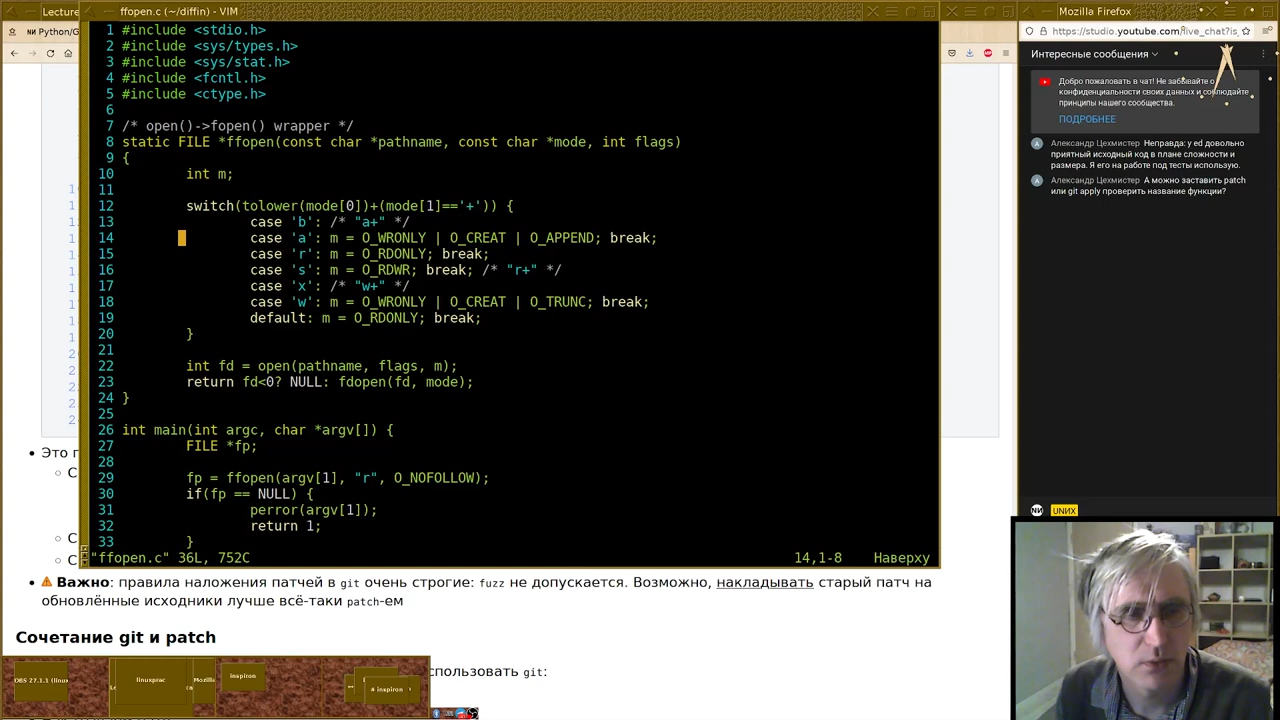 Lecture
ffopen.c (~/diffin) - VIM
Mozilla Firefox
Python/G
https://studio.youtube.com/live_chat?is_
1 #include <stdio.h>
2 #include <sys/types.h>
3 #include <sys/stat.h>
4 #include <fcntl.h>
5 #include <ctype.h>
6
7 /* open()->fopen() wrapper */
8 static FILE *ffopen(const char *pathname, const char *mode, int flags)
9 {
10 int m;
11
12 switch(tolower(mode[0])+(mode[1]=='+')) {
13 case 'b': /* "a+" */
14 case 'a': m = O_WRONLY | O_CREAT | O_APPEND; break;
15 case 'r': m = O_RDONLY; break;
16 case 's': m = O_RDWR; break; /* "r+" */
17 case 'x': /* "w+" */
18 case 'w': m = O_WRONLY | O_CREAT | O_TRUNC; break;
19 default: m = O_RDONLY; break;
20 }
21
22 int fd = open(pathname, flags, m);
23 return fd<0? NULL: fdopen(fd, mode);
24 }
25
26 int main(int argc, char *argv[]) {
27 FILE *fp;
28
29 fp = ffopen(argv[1], "r", O_NOFOLLOW);
30 if(fp == NULL) {
31 perror(argv[1]);
32 return 1;
33 }
"ffopen.c" 36L, 752C 14,1-8 Наверху
Интересные сообщения
Добро пожаловать в чат! Не забывайте о
конфиденциальности своих данных и соблюдайте
принципы нашего сообщества.
ПОДРОБНЕЕ
Александр Цехмистер Неправда: у ed довольно
приятный исходный код в плане сложности и
размера. Я его на работе под тесты использую.
Александр Цехмистер А можно заставить patch
или git apply проверить название функции?
UNIX
Это
Важно: правила наложения патчей в git очень строгие: fuzz не допускается. Возможно, накладывать старый патч на
обновлённые исходники лучше всё-таки patch-ем
Сочетание git и patch
спользовать git:
OBS 27.1.1 (linux
linuxprac
Mozill
inspiron
# inspiron